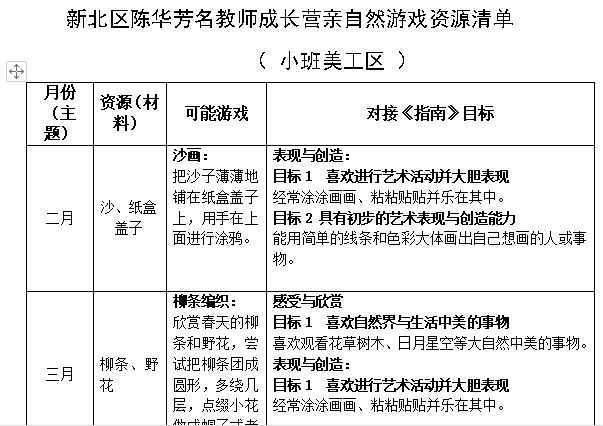 新北区陈华芳名教师成长营亲自然游戏资源清单
（ 小班美工区 ）
月份
（主
题）
资源（材
料）
可能游戏
对接《指南》目标
二月
沙、纸盒
盖子
沙画：
把沙子薄薄地
铺在纸盒盖子
上，用手在上
面进行涂鸦。
表现与创造：
目标 1 喜欢进行艺术活动并大胆表现
经常涂涂画画、粘粘贴贴并乐在其中。
目标 2 具有初步的艺术表现与创造能力
能用简单的线条和色彩大体画出自己想画的人或事
物。
三月
柳条、野
花
柳条编织：
欣赏春天的柳
条和野花，尝
试把柳条团成
圆形，多绕几
层，点缀小花
做成帽子或者
感受与欣赏
目标 1 喜欢自然界与生活中美的事物
喜欢观看花草树木、日月星空等大自然中美的事物。
表现与创造：
目标 1 喜欢进行艺术活动并大胆表现
经常涂涂画画、粘粘贴贴并乐在其中。